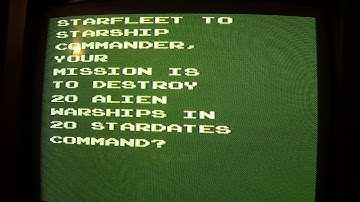 STARFLEET TO
STARSHIP
COMMANDER,
YOUR
MISSION IS
TO DESTROY
20 ALIEN
WARSHIPS IN
20 STARDATES
COMMAND?